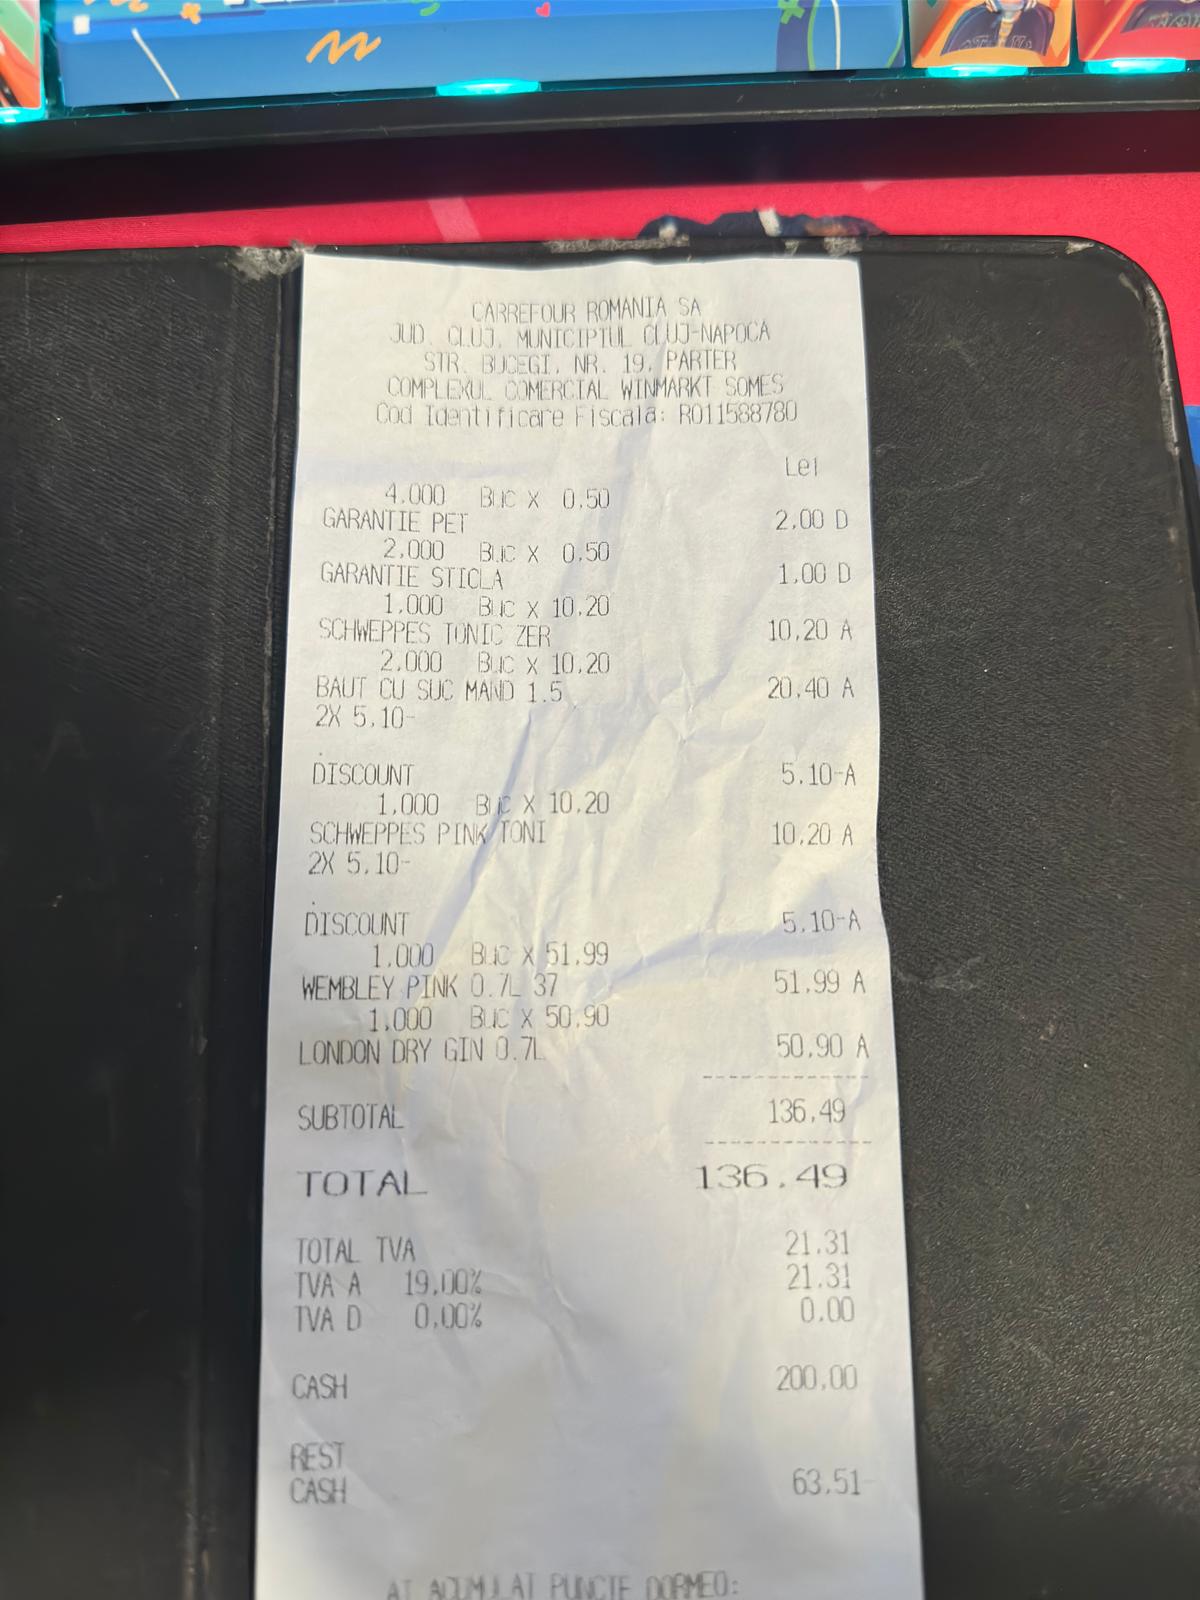 CARREFOUR ROMANIA SA
JUD. CLUJ, MUNICIPIUL CLUJ-NAPOCA
STR. BUCEGI, NR. 19, PARTER
COMPLEXUL COMERCIAL WINMARKT SOMES
Cod Identificare Fiscala: RO11588780
Lei
4.000 Buc X 0.50
GARANTIE PET 2.00 D
2.000 Buc X 0.50
GARANTIE STICLA 1.00 D
1.000 Buc X 10.20
SCHWEPPES TONIC ZER 10.20 A
2.000 Buc X 10.20
BAUT CU SUC MAND 1.5 20.40 A
2X 5.10-
.
DISCOUNT 5.10-A
1.000 Buc X 10.20
SCHWEPPES PINK TONI 10.20 A
2X 5.10-
.
DISCOUNT 5.10-A
1.000 Buc X 51.99
WEMBLEY PINK 0.7L 37 51.99 A
1.000 Buc X 50.90
LONDON DRY GIN 0.7L 50.90 A
SUBTOTAL 136.49
TOTAL 136.49
TOTAL TVA 21.31
TVA A 19.00% 21.31
TVA D 0.00% 0.00
CASH 200.00
REST
CASH 63.51-
AI ACUMULAT PUNCTE DORMEO: